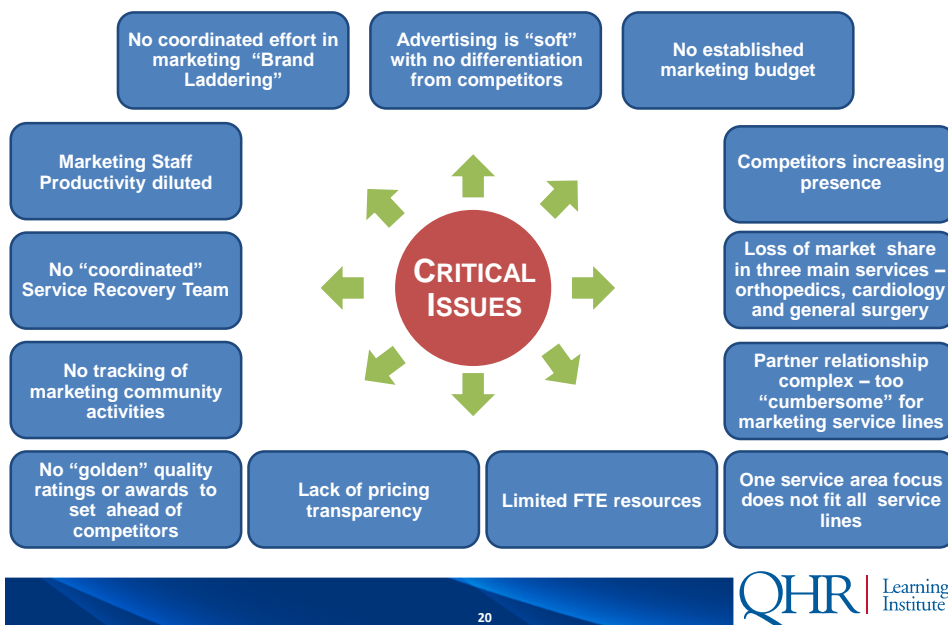 No coordinated effort in
marketing “Brand
Laddering”
Advertising is “soft”
with no differentiation
from competitors
No established
marketing budget
Marketing Staff
Productivity diluted
Competitors increasing
presence
No “coordinated”
Service Recovery Team
CRITICAL
ISSUES
Loss of market share
in three main services –
orthopedics, cardiology
and general surgery
No tracking of
marketing community
activities
Partner relationship
complex – too
“cumbersome” for
marketing service lines
No “golden” quality
ratings or awards to
set ahead of
competitors
Lack of pricing
transparency
Limited FTE resources
One service area focus
does not fit all service
lines
20
QHR
Learning
Institute